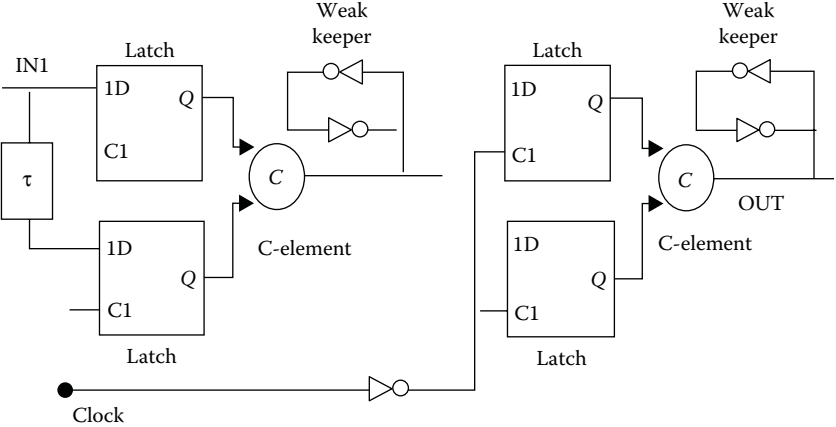 Weak
keeper
Latch
IN1
1D
Q
C1
τ
C
C-element
1D
Q
C1
Latch
Clock
Weak
keeper
Latch
1D
Q
C1
C
OUT
C-element
1D
Q
C1
Latch